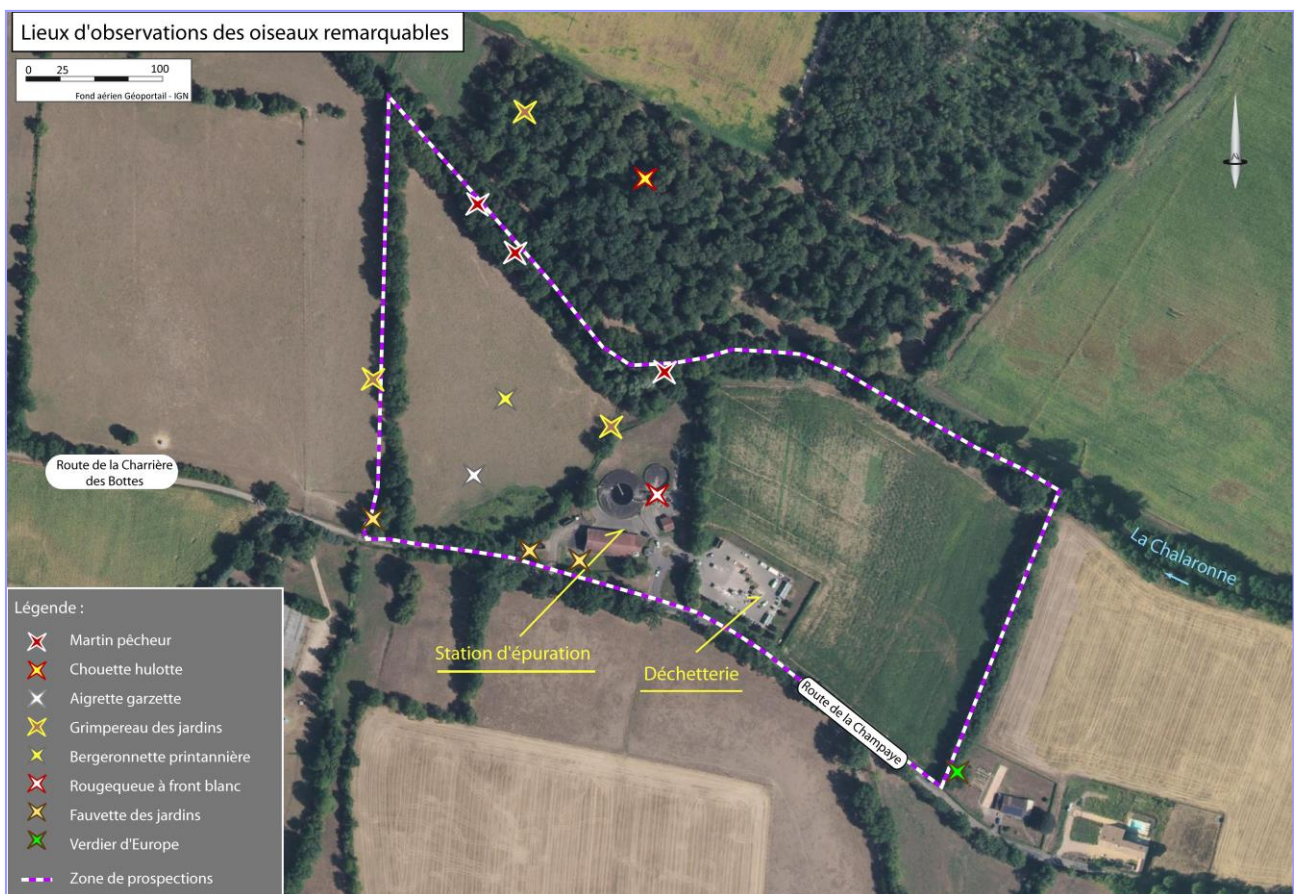 Lieux d'observations des oiseaux remarquables
0 25 100
Fond aérien Géoportail - IGN
Route de la Charrière
des Bottes
La Chalaronne
Station d'épuration
Déchetterie
Route de la Champaye
Légende :
Martin pêcheur
Chouette hulotte
Aigrette garzette
Grimpereau des jardins
Bergeronnette printannière
Rougequeue à front blanc
Fauvette des jardins
Verdier d'Europe
Zone de prospections